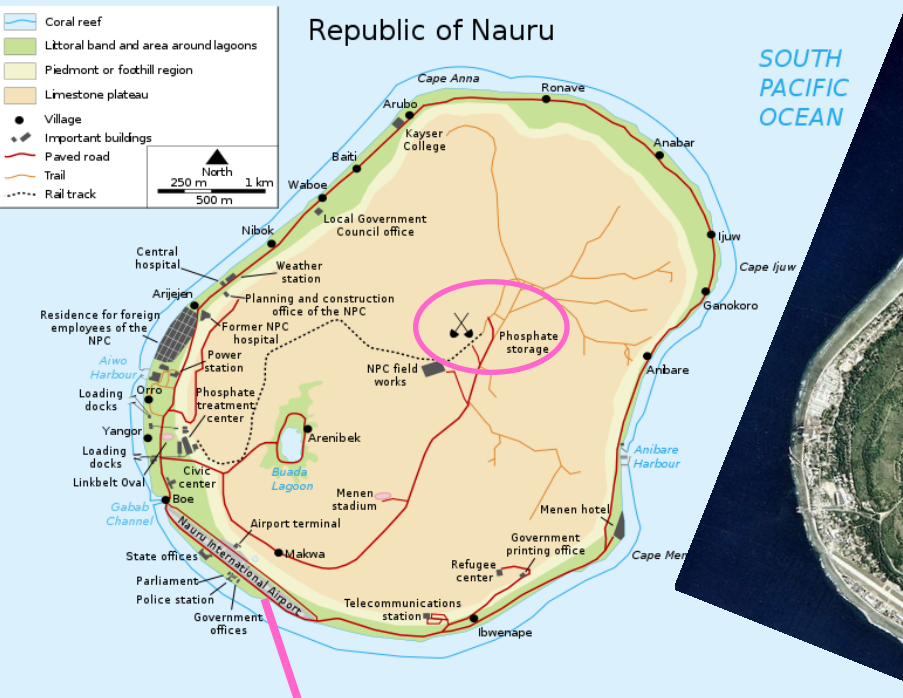 Republic of Nauru
Coral reef
Littoral band and area around lagoons
Piedmont or foothill region
Limestone plateau
Village
Important buildings
Paved road
Trail
Rail track
North
250 m 1 km
500 m
SOUTH
PACIFIC
OCEAN
Cape Anna
Ronave
Arubo
Kayser
College
Anabar
Baiti
Waboe
Local Government
Council office
Nibok
Ijuw
Cape Ijuw
Central
hospital
Weather
station
Arijejen
Planning and construction
office of the NPC
Ganokoro
Residence for foreign
employees of the
NPC
Former NPC
hospital
Phosphate
storage
Power
station
Aiwo
Harbour
NPC field
works
Anibare
Orro
Loading
docks
Phosphate
treatment
center
Yangor
Arenibek
Loading
docks
Anibare
Harbour
Linkbelt Oval
Civic
center
Buada
Lagoon
Boe
Gabab
Channel
Menen
stadium
Menen hotel
Airport terminal
Nauru International Airport
Government
printing office
State offices
Makwa
Cape Men
Refugee
center
Parliament
Police station
Telecommunications
station
Government
offices
Ibwenape